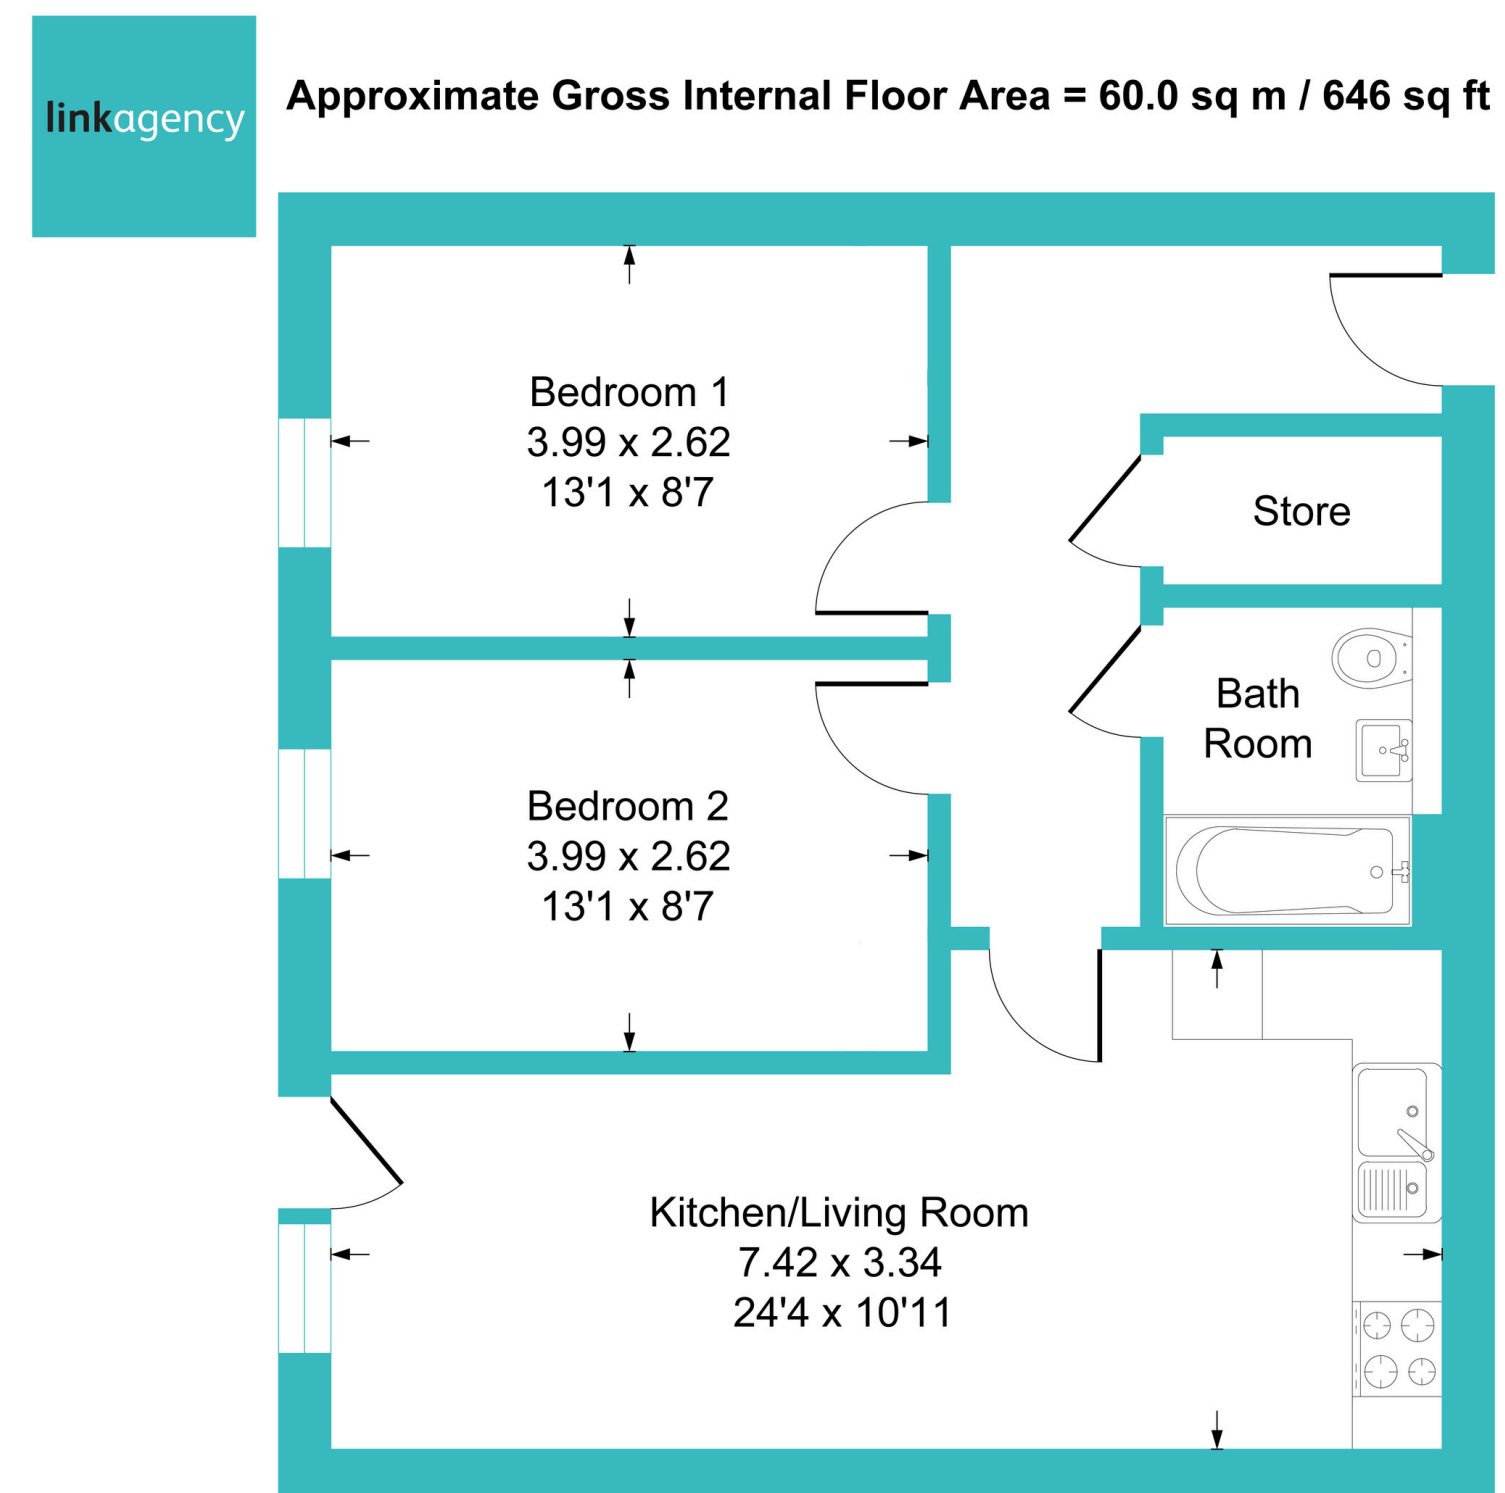 linkagency
Approximate Gross Internal Floor Area = 60.0 sq m / 646 sq ft
Bedroom 1
3.99 x 2.62
13'1 x 8'7
Store
Bath
Room
Bedroom 2
3.99 x 2.62
13'1 x 8'7
Kitchen/Living Room
7.42 x 3.34
24'4 x 10'11